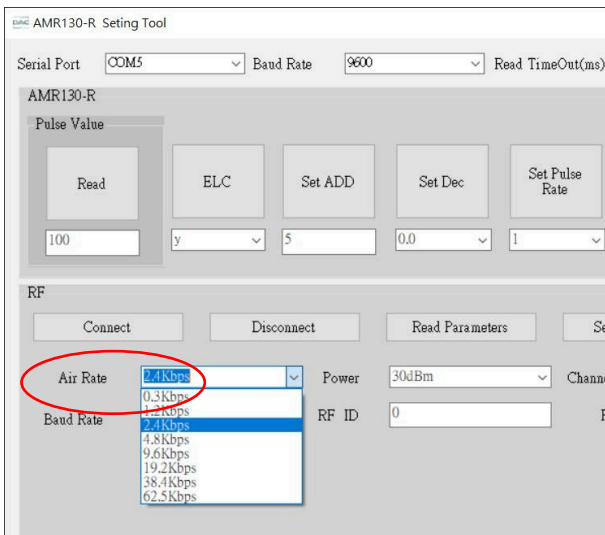 DAC AMR130-R Seting Tool
Serial Port COM5 Baud Rate 9600 Read TimeOut(ms)
AMR130-R
Pulse Value
Read ELC Set ADD Set Dec Set Pulse
Rate
100 y 5 0.0 1
RF
Connect Disconnect Read Parameters Se
Air Rate 2.4Kbps Power 30dBm Chann
0.3Kbps
1.2Kbps
Baud Rate 2.4Kbps RF ID 0
4.8Kbps
9.6Kbps
19.2Kbps
38.4Kbps
62.5Kbps